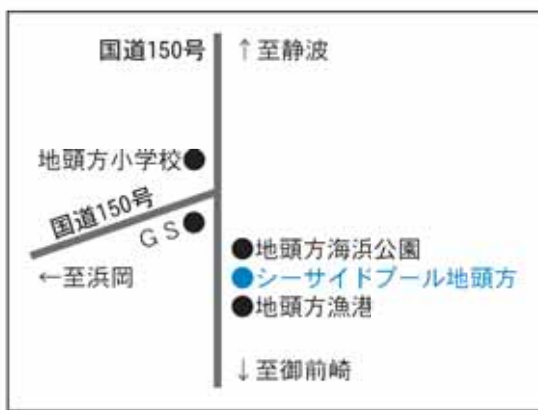 国道150号
↑至静波
地頭方小学校●
国道150号
ＧＳ●
←至浜岡
●地頭方海浜公園
●シーサイドプール地頭方
●地頭方漁港
↓至御前崎